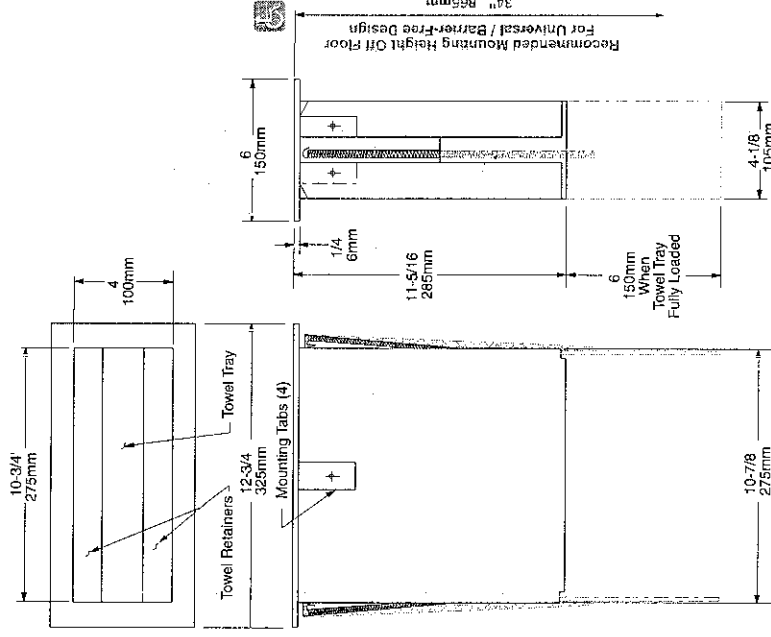 10-3/4'
275mm
4
100mm
Towel Tray
Towel Retainers
12-3/4
325mm
Mounting Tabs (4)
10-7/8
275mm
6
150mm
1/4
6mm
11-5/16
285mm
6
150mm
When
Towel Tray
Fully Loaded
4-1/8
105mm
Recommended Mounting Height Off Floor
For Universal / Barrier-Free Design
34" 865mm